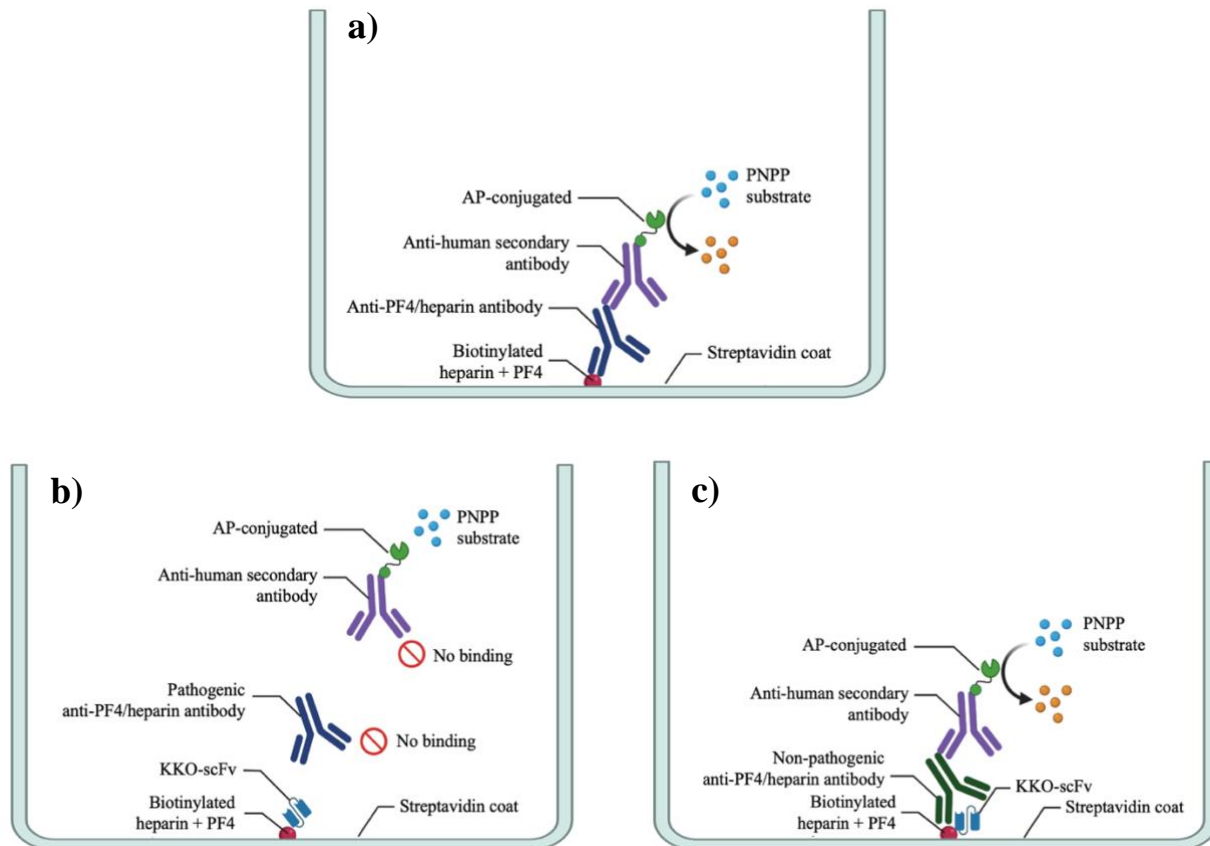 a)
PNPP
substrate
AP-conjugated
Anti-human secondary
antibody
Anti-PF4/heparin antibody
Biotinylated
heparin + PF4
Streptavidin coat
b)
PNPP
substrate
AP-conjugated
Anti-human secondary
antibody
No binding
Pathogenic
anti-PF4/heparin antibody
No binding
KKO-scFv
Biotinylated
heparin + PF4
Streptavidin coat
c)
PNPP
substrate
AP-conjugated
Anti-human secondary
antibody
Non-pathogenic
anti-PF4/heparin antibody
KKO-scFv
Biotinylated
heparin + PF4
Streptavidin coat